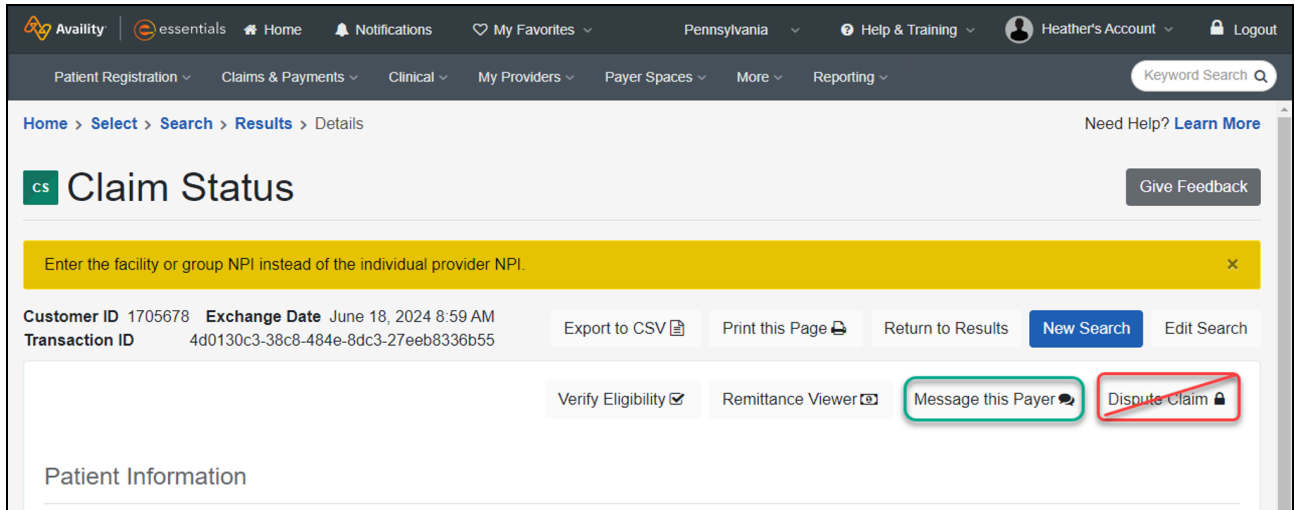 Availity essentials Home Notifications My Favorites Pennsylvania Help & Training Heather's Account Logout
Patient Registration Claims & Payments Clinical My Providers Payer Spaces More Reporting Keyword Search
Home > Select > Search > Results > Details Need Help? Learn More
CS Claim Status Give Feedback
Enter the facility or group NPI instead of the individual provider NPI. ×
Customer ID 1705678 Exchange Date June 18, 2024 8:59 AM
Transaction ID 4d0130c3-38c8-484e-8dc3-27eeb8336b55
Export to CSV Print this Page Return to Results New Search Edit Search
Verify Eligibility Remittance Viewer Message this Payer Dispute Claim
Patient Information